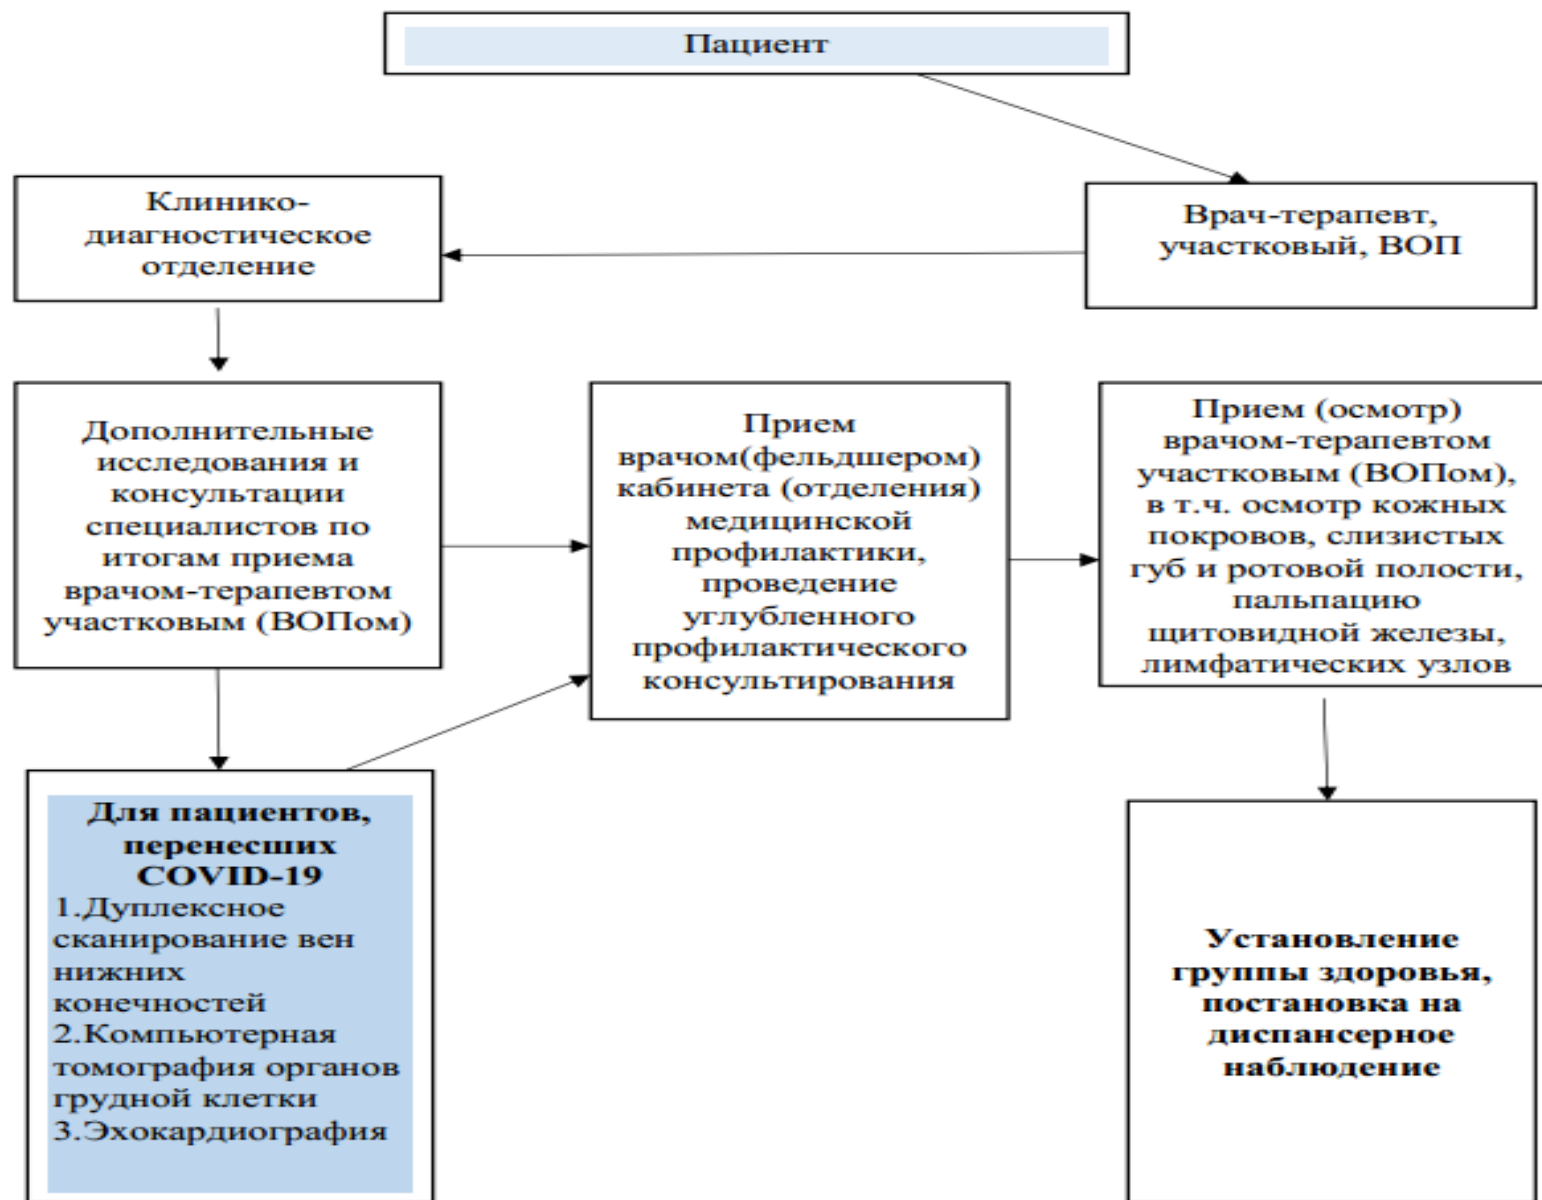 Пациент
Клинико-
диагностическое
отделение
Врач-терапевт,
участковый, ВОП
Дополнительные
исследования и
консультации
специалистов по
итогам приема
врачом-терапевтом
участковым (ВОПом)
Прием
врачом(фельдшером)
кабинета (отделения)
медицинской
профилактики,
проведение
углубленного
профилактического
консультирования
Прием (осмотр)
врачом-терапевтом
участковым (ВОПом),
в т.ч. осмотр кожных
покровов, слизистых
губ и ротовой полости,
пальпацию
щитовидной железы,
лимфатических узлов
Для пациентов,
перенесших
COVID-19
1.Дуплексное
сканирование вен
нижних
конечностей
2.Компьютерная
томография органов
грудной клетки
3.Эхокардиография
Установление
группы здоровья,
постановка на
диспансерное
наблюдение